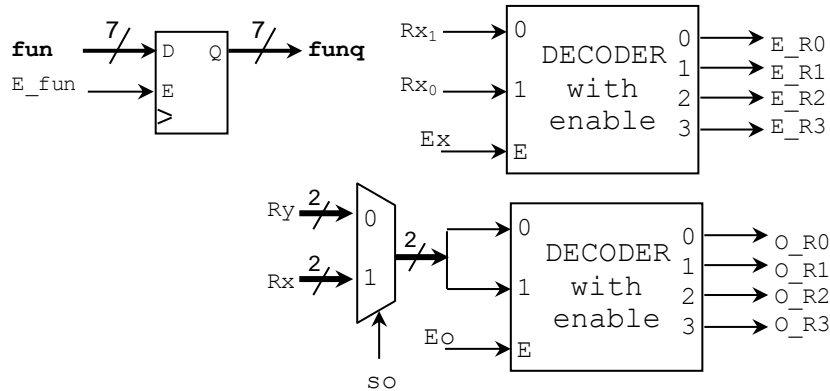 fun 7 D Q 7 funq
E_fun E
Rx1 0 DECODER with enable 0 E_R0
1 E_R1
Rx0 1 2 E_R2
3 E_R3
Ex E
Ry 2 0
Rx 2 1
2
so
0 DECODER with enable 0 O_R0
1 O_R1
1 2 O_R2
3 O_R3
Eo E